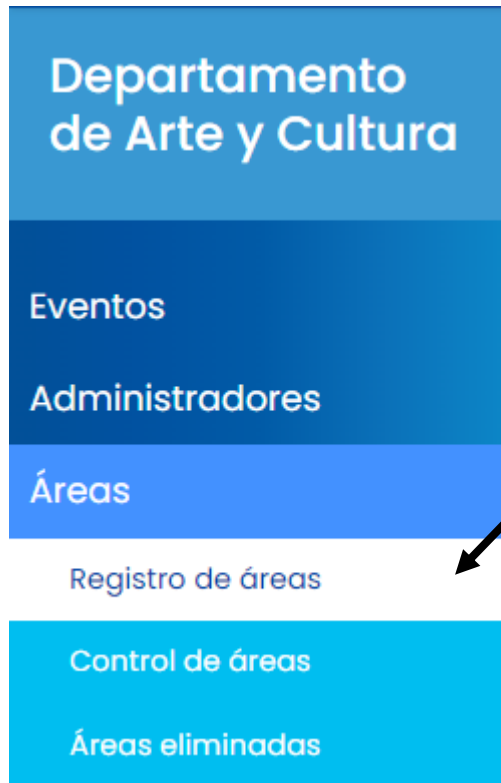 Departamento
de Arte y Cultura
Eventos
Administradores
Áreas
Registro de áreas
Control de áreas
Áreas eliminadas